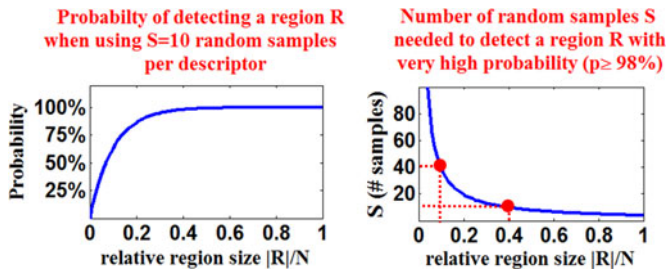 Probabilty of detecting a region R
when using S=10 random samples
per descriptor
100%
75%
50%
25%
Probability
0 0.2 0.4 0.6 0.8 1
relative region size |R|/N
Number of random samples S
needed to detect a region R with
very high probability (p≥ 98%)
80
60
40
20
S (# samples)
0 0.2 0.4 0.6 0.8 1
relative region size |R|/N